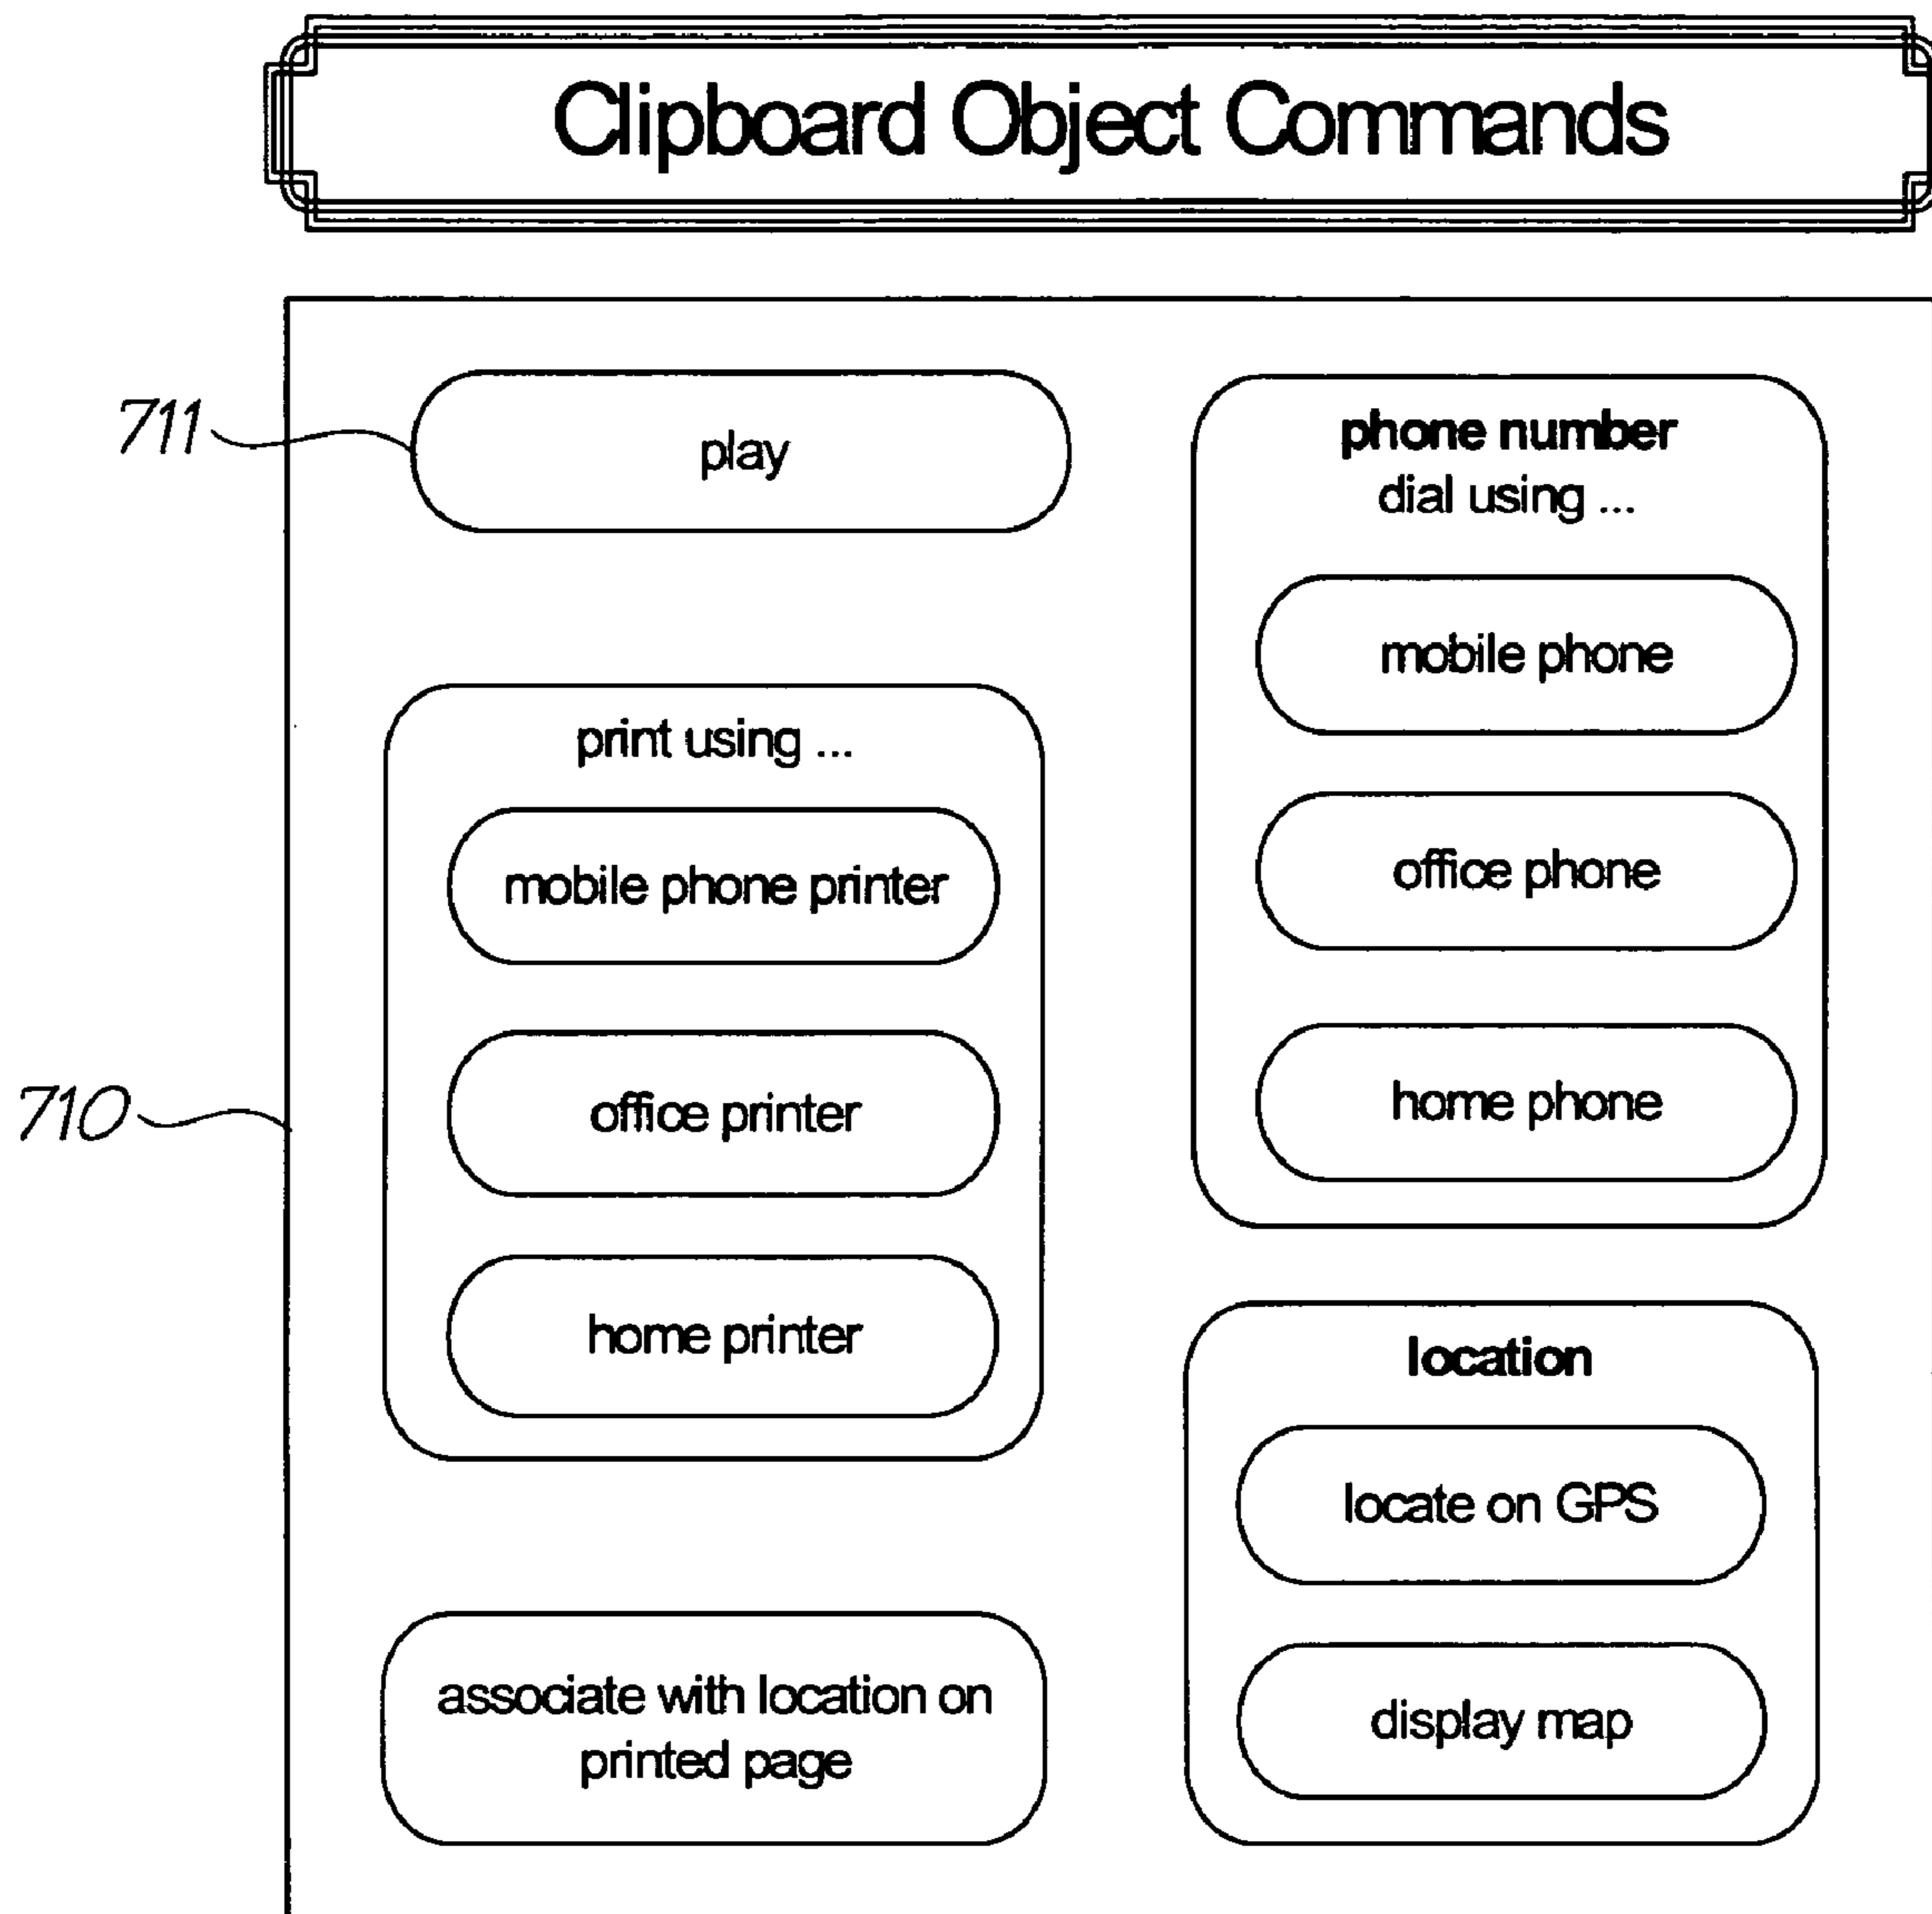 Clipboard Object Commands
711
play
print using ...
mobile phone printer
office printer
home printer
710
associate with location on
printed page
phone number
dial using ...
mobile phone
office phone
home phone
location
locate on GPS
display map